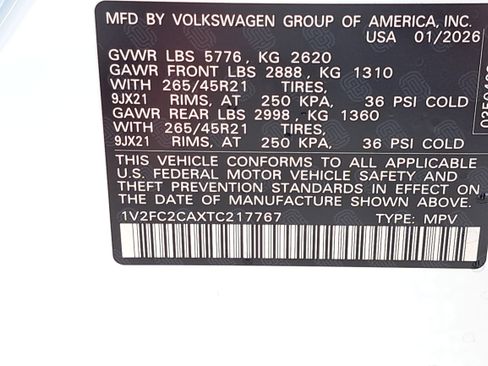 MFD BY VOLKSWAGEN GROUP OF AMERICA, INC.
USA 01/2026
GVWR LBS 5776, KG 2620
GAWR FRONT LBS 2888, KG 1310
WITH 265/45R21 TIRES,
9JX21 RIMS, AT 250 KPA, 36 PSI COLD
GAWR REAR LBS 2998, KG 1360
WITH 265/45R21 TIRES,
9JX21 RIMS, AT 250 KPA, 36 PSI COLD
THIS VEHICLE CONFORMS TO ALL APPLICABLE
U.S. FEDERAL MOTOR VEHICLE SAFETY AND
THEFT PREVENTION STANDARDS IN EFFECT ON
THE DATE OF MANUFACTURE SHOWN ABOVE.
1V2FC2CAXTC217767 TYPE: MPV